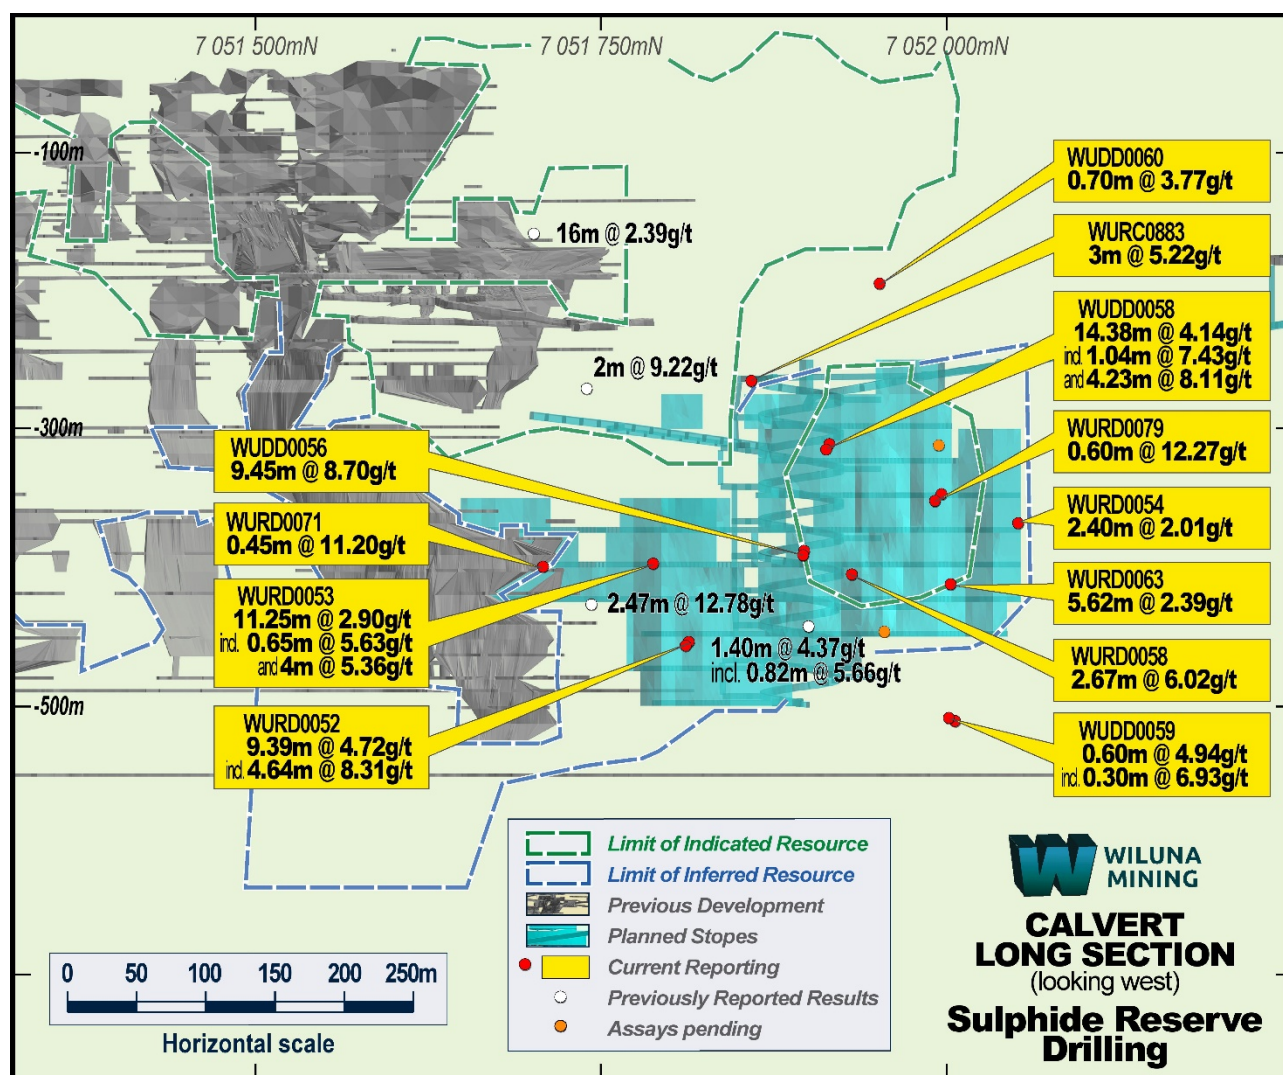 7 051 500mN
7 051 750mN
7 052 000mN
-100m
-300m
-500m
16m @ 2.39g/t
2m @ 9.22g/t
2.47m @ 12.78g/t
1.40m @ 4.37g/t
incl. 0.82m @ 5.66g/t
WUDD0056
9.45m @ 8.70g/t
WURD0071
0.45m @ 11.20g/t
WURD0053
11.25m @ 2.90g/t
incl. 0.65m @ 5.63g/t
and 4m @ 5.36g/t
WURD0052
9.39m @ 4.72g/t
incl. 4.64m @ 8.31g/t
WUDD0060
0.70m @ 3.77g/t
WURC0883
3m @ 5.22g/t
WUDD0058
14.38m @ 4.14g/t
incl. 1.04m @ 7.43g/t
and 4.23m @ 8.11g/t
WURD0079
0.60m @ 12.27g/t
WURD0054
2.40m @ 2.01g/t
WURD0063
5.62m @ 2.39g/t
WURD0058
2.67m @ 6.02g/t
WUDD0059
0.60m @ 4.94g/t
incl. 0.30m @ 6.93g/t
Limit of Indicated Resource
Limit of Inferred Resource
Previous Development
Planned Stopes
Current Reporting
Previously Reported Results
Assays pending
0 50 100 150 200 250m
Horizontal scale
WILUNA
MINING
CALVERT
LONG SECTION
(looking west)
Sulphide Reserve
Drilling